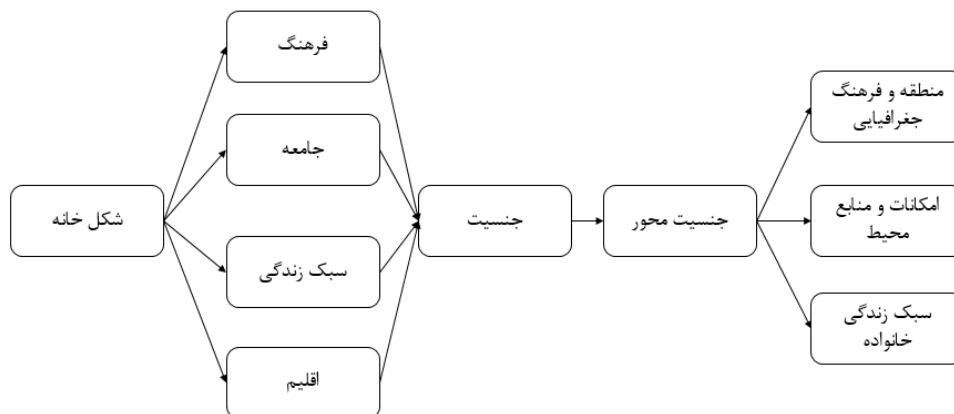 شکل خانه
فرهنگ
جامعه
سبک زندگی
اقلیم
جنسیت
جنسیت محور
منطقه و فرهنگ
جغرافیایی
امکانات و منابع
محیط
سبک زندگی
خانواده